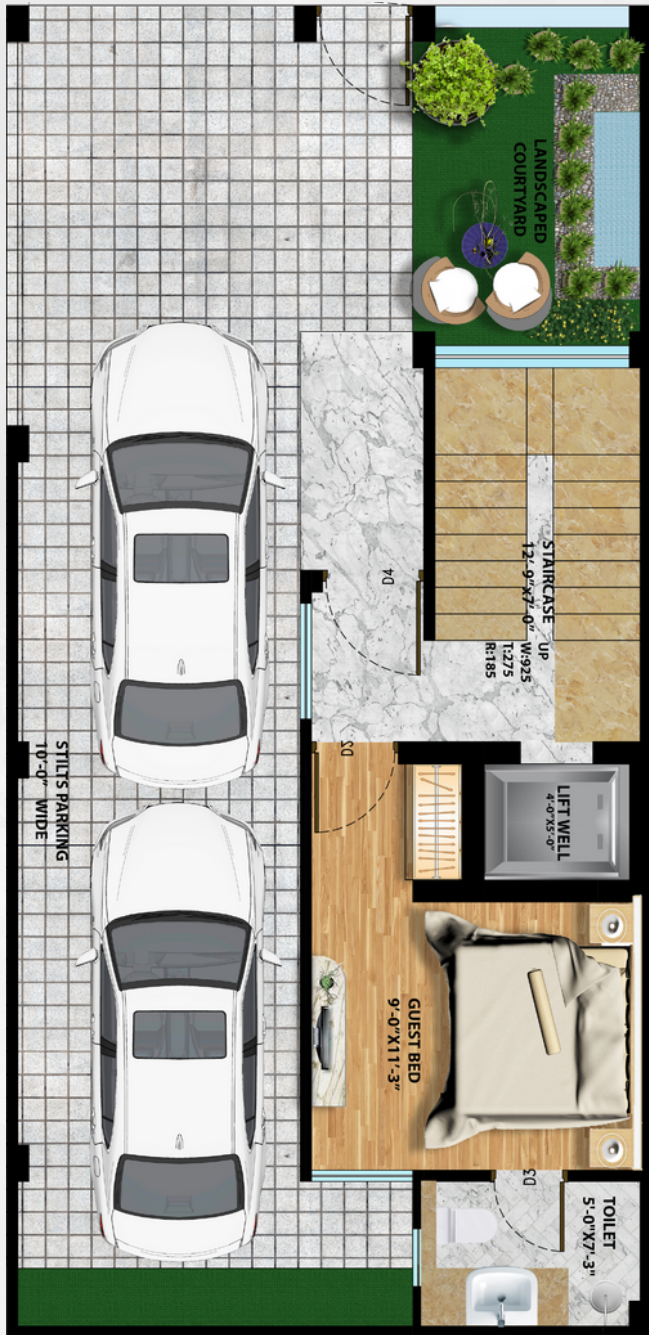 LANDSCAPED
COURTYARD
D4
STAIRCASE
12'-9"x7'-0"
UP
W:925
T:275
R:185
STILTS PARKING
10'-0" WIDE
LIFT WELL
4'-0"X5'-0"
GUEST BED
9'-0"X11'-3"
D3
TOILET
5'-0"X7'-3"